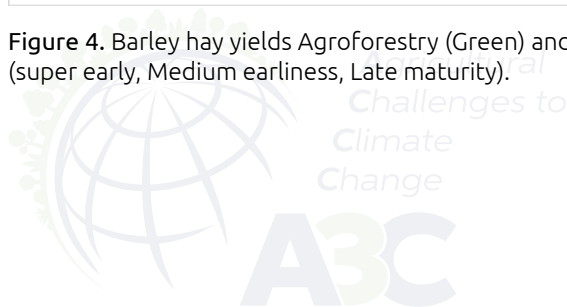 Figure 4. Barley hay yields Agroforestry (Green) and
Agricultural
(super early, Medium earliness, Late maturity).
Challenges to
Climate
Change
A3C